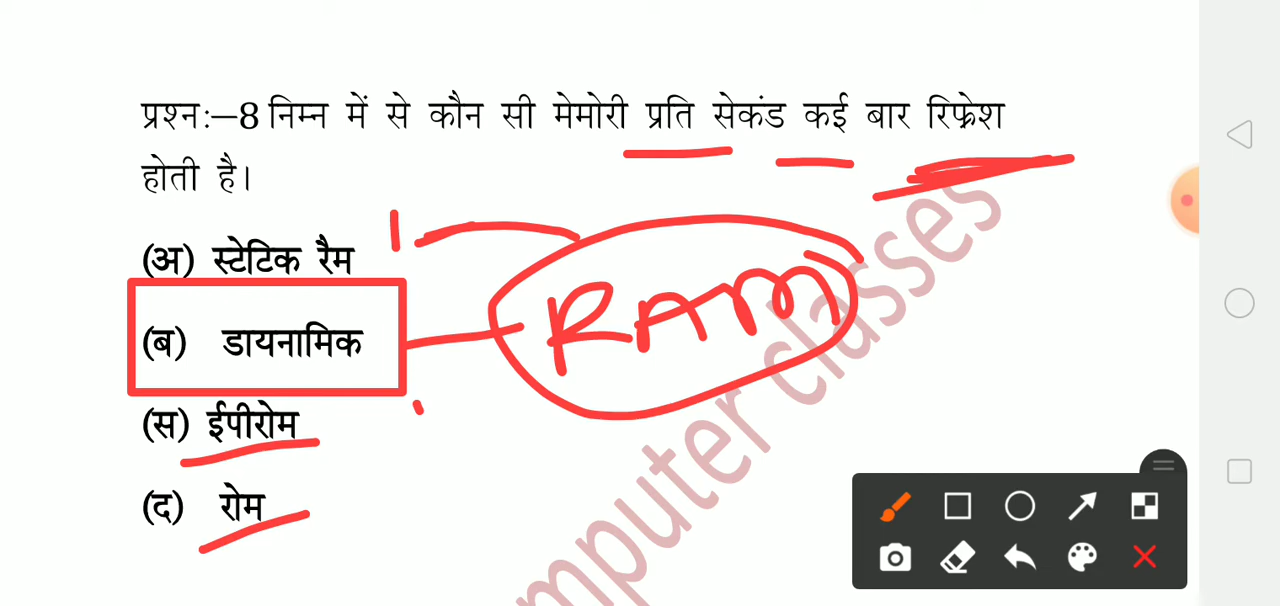 प्रश्न:–8 निम्न में से कौन सी मेमोरी प्रति सेकंड कई बार रिफ्रेश
होती है।
(अ) स्टेटिक रैम
(ब) डायनामिक
RAM
(स) ईपीरोम
(द) रोम
mputer classes